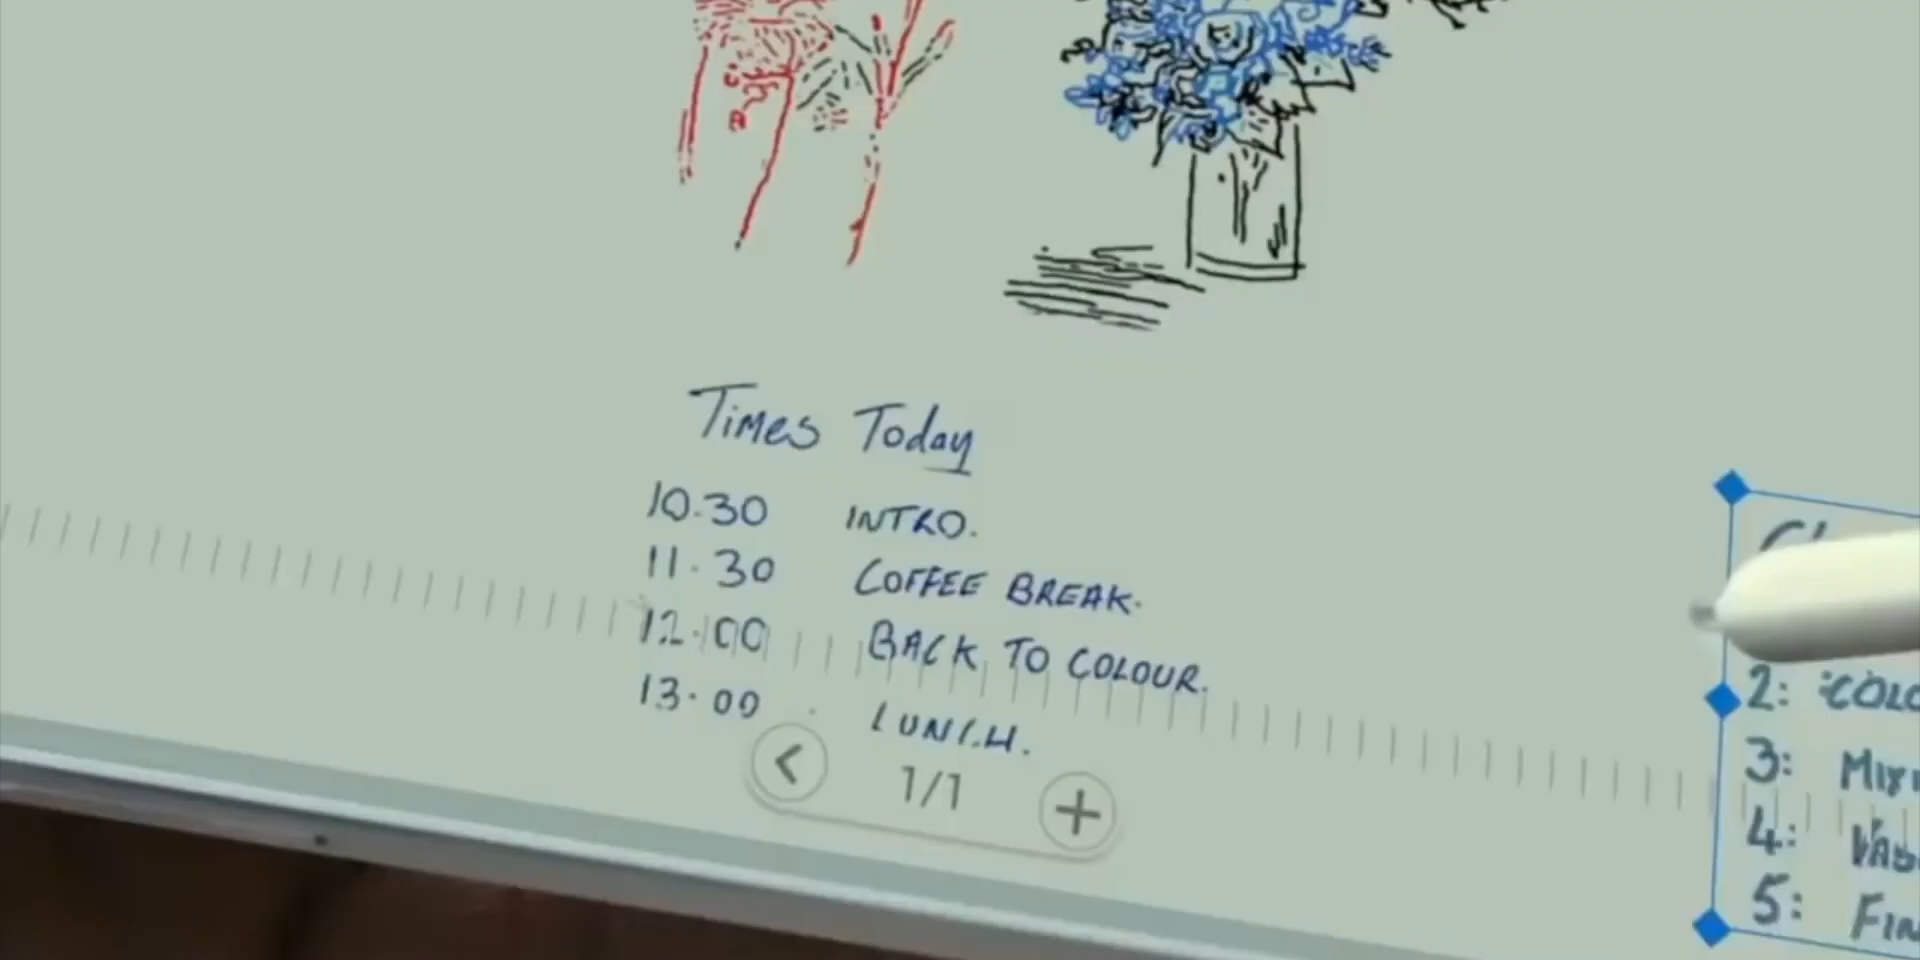 Times Today
10.30 INTRO.
11.30 COFFEE BREAK.
12.00 BACK TO COLOUR.
13.00 LUNCH.
1/1
2:
3:
4:
5: